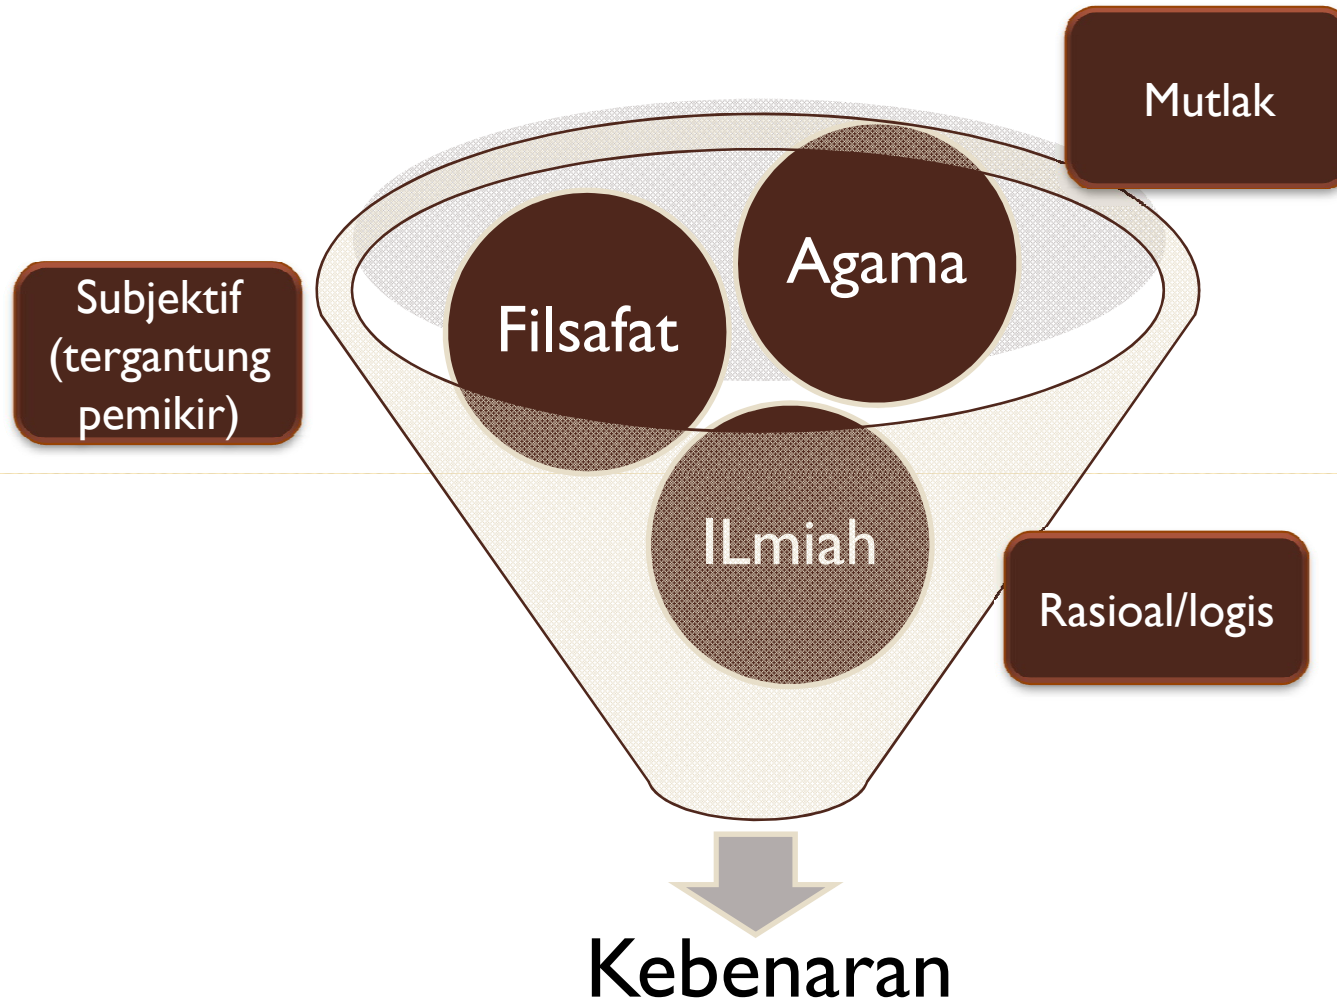 Mutlak
Agama
Subjektif
(tergantung
pemikir)
Filsafat
ILmiah
Rasioal/logis
Kebenaran